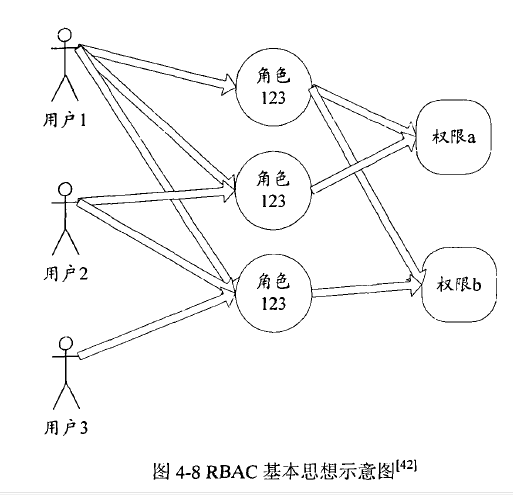 用户1
角色
123
权限a
角色
123
用户2
角色
123
权限b
用户3
图 4-8 RBAC 基本思想示意图[42]